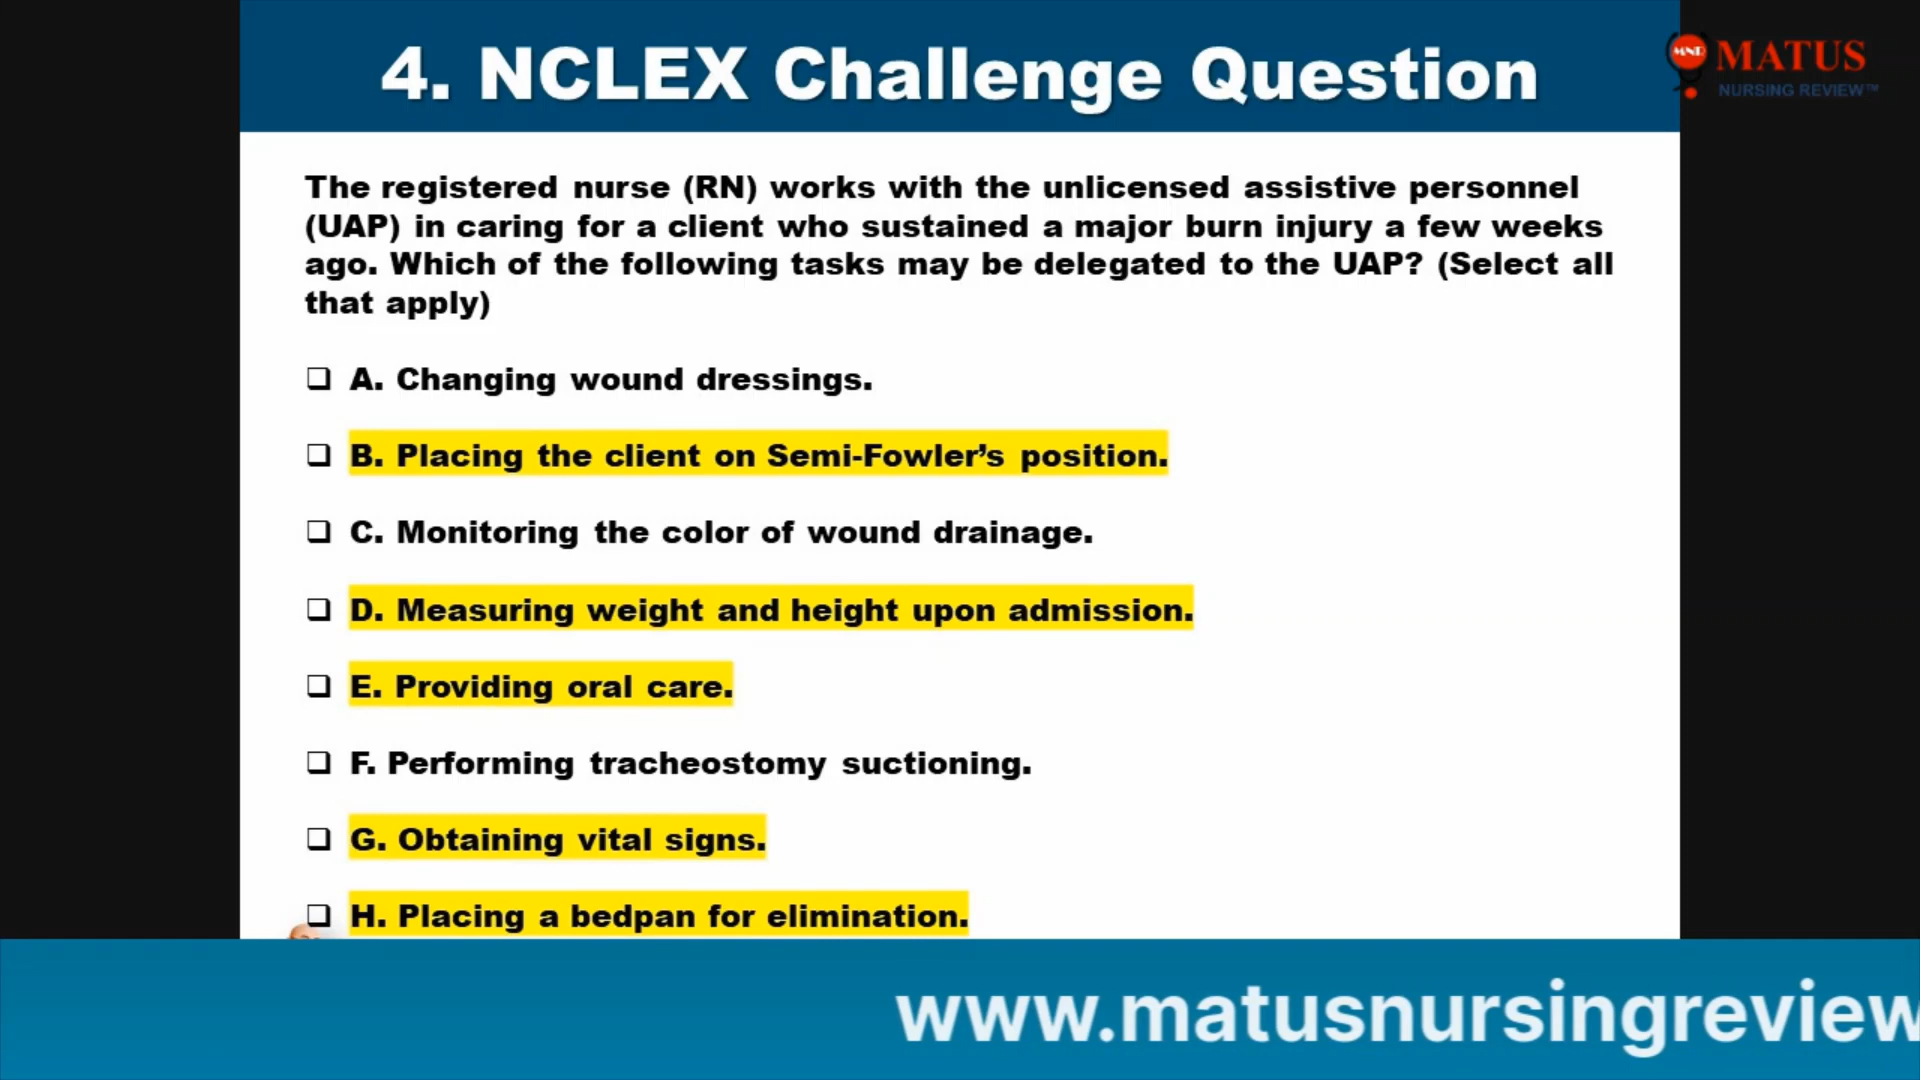 4. NCLEX Challenge Question
MNR
MATUS
NURSING REVIEW™
The registered nurse (RN) works with the unlicensed assistive personnel
(UAP) in caring for a client who sustained a major burn injury a few weeks
ago. Which of the following tasks may be delegated to the UAP? (Select all
that apply)
❑ A. Changing wound dressings.
❑ B. Placing the client on Semi-Fowler’s position.
❑ C. Monitoring the color of wound drainage.
❑ D. Measuring weight and height upon admission.
❑ E. Providing oral care.
❑ F. Performing tracheostomy suctioning.
❑ G. Obtaining vital signs.
❑ H. Placing a bedpan for elimination.
www.matusnursingreview